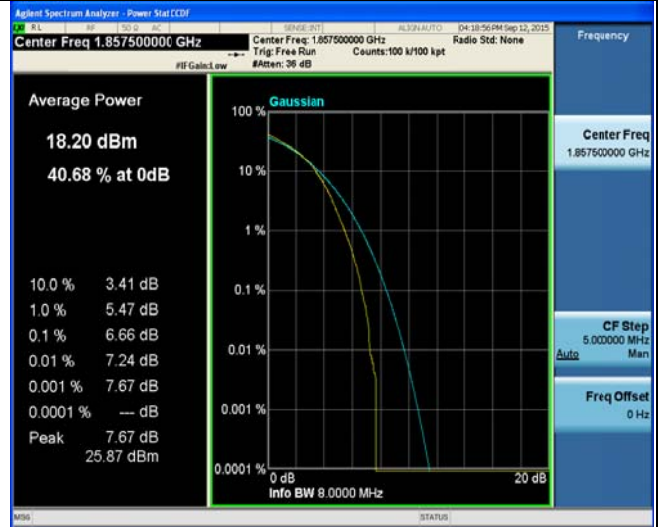 Agilent Spectrum Analyzer - Power Stat CCDF
RL RF 50 Ω AC SENSE:INT ALIGN AUTO 04:18:56 PM Sep 12, 2015
Center Freq 1.857500000 GHz
Center Freq: 1.857500000 GHz
Radio Std: None
Trig: Free Run Counts:100 k/100 kpt
#IFGain:Low #Atten: 36 dB
Frequency
Average Power
18.20 dBm
40.68 % at 0dB
10.0 % 3.41 dB
1.0 % 5.47 dB
0.1 % 6.66 dB
0.01 % 7.24 dB
0.001 % 7.67 dB
0.0001 % --- dB
Peak 7.67 dB
25.87 dBm
Gaussian
100 %
10 %
1 %
0.1 %
0.01 %
0.001 %
0.0001 %
0 dB 20 dB
Info BW 8.0000 MHz
Center Freq
1.857500000 GHz
CF Step
5.000000 MHz
Auto Man
Freq Offset
0 Hz
MSG STATUS